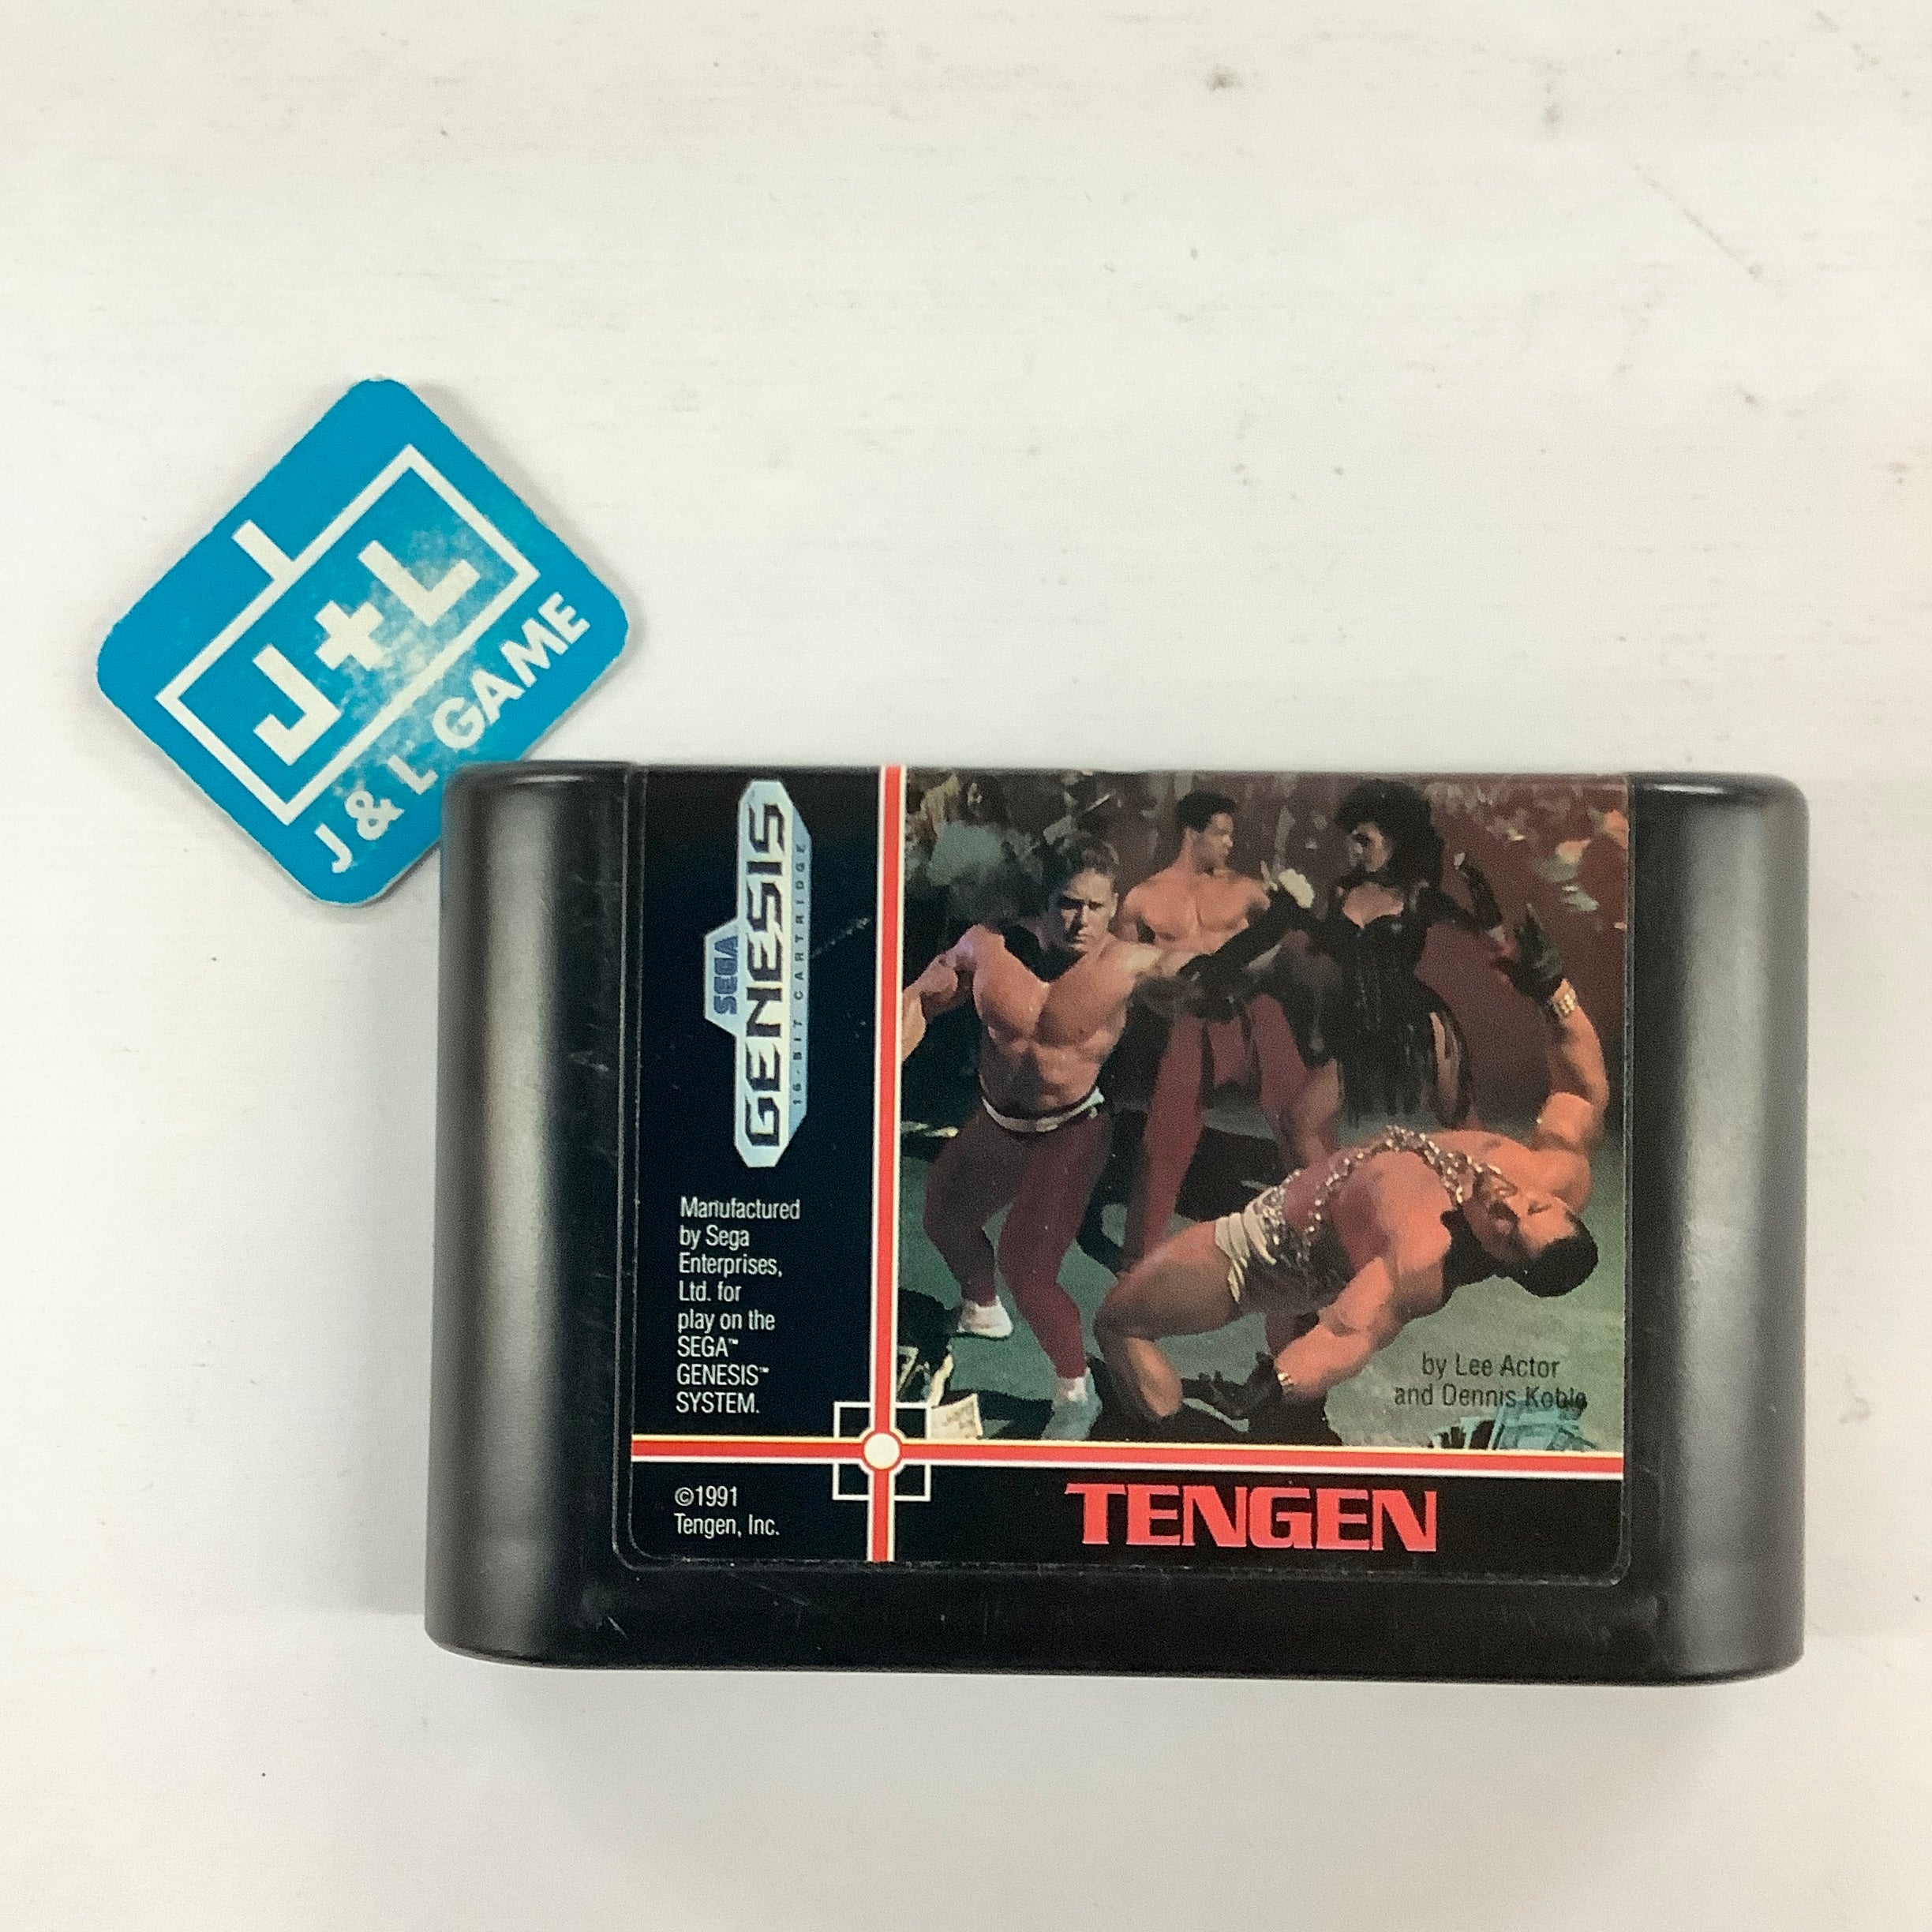 J+L
J & L GAME
SEGA
GENESIS
16-BIT CARTRIDGE
Manufactured
by Sega
Enterprises,
Ltd. for
play on the
SEGA™
GENESIS™
SYSTEM.
by Lee Actor
and Dennis Koble
©1991
Tengen, Inc.
TENGEN